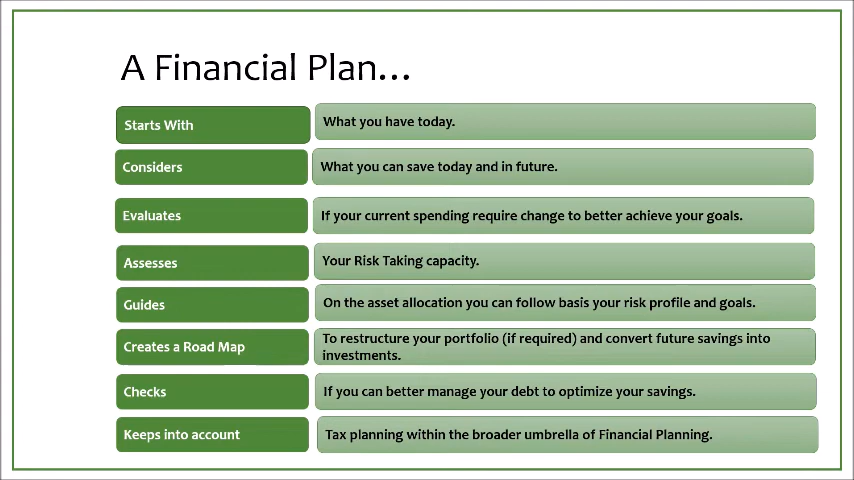 A Financial Plan...
Starts With
What you have today.
Considers
What you can save today and in future.
Evaluates
If your current spending require change to better achieve your goals.
Assesses
Your Risk Taking capacity.
Guides
On the asset allocation you can follow basis your risk profile and goals.
Creates a Road Map
To restructure your portfolio (if required) and convert future savings into
investments.
Checks
If you can better manage your debt to optimize your savings.
Keeps into account
Tax planning within the broader umbrella of Financial Planning.